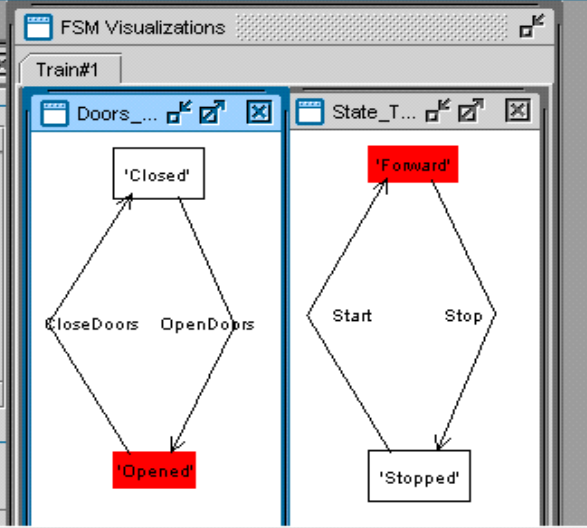 FSM Visualizations
Train#1
Doors_...
State_T...
'Closed'
'Forward'
CloseDoors
OpenDoors
Start
Stop
'Opened'
'Stopped'